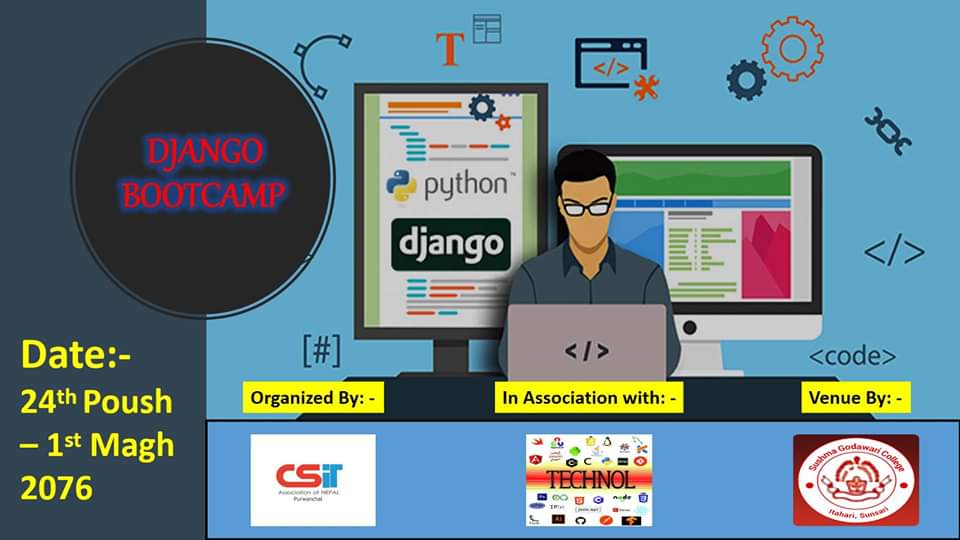 DJANGO
BOOTCAMP
T
</>
python™
django
</>
[#]
</>
<code>
Date:-
24th Poush
– 1st Magh
2076
Organized By: -
In Association with: -
Venue By: -
CSiT
Association of NEPAL
Purwanchal
TECHNOL
Sushma Godawari College
Itahari, Sunsari